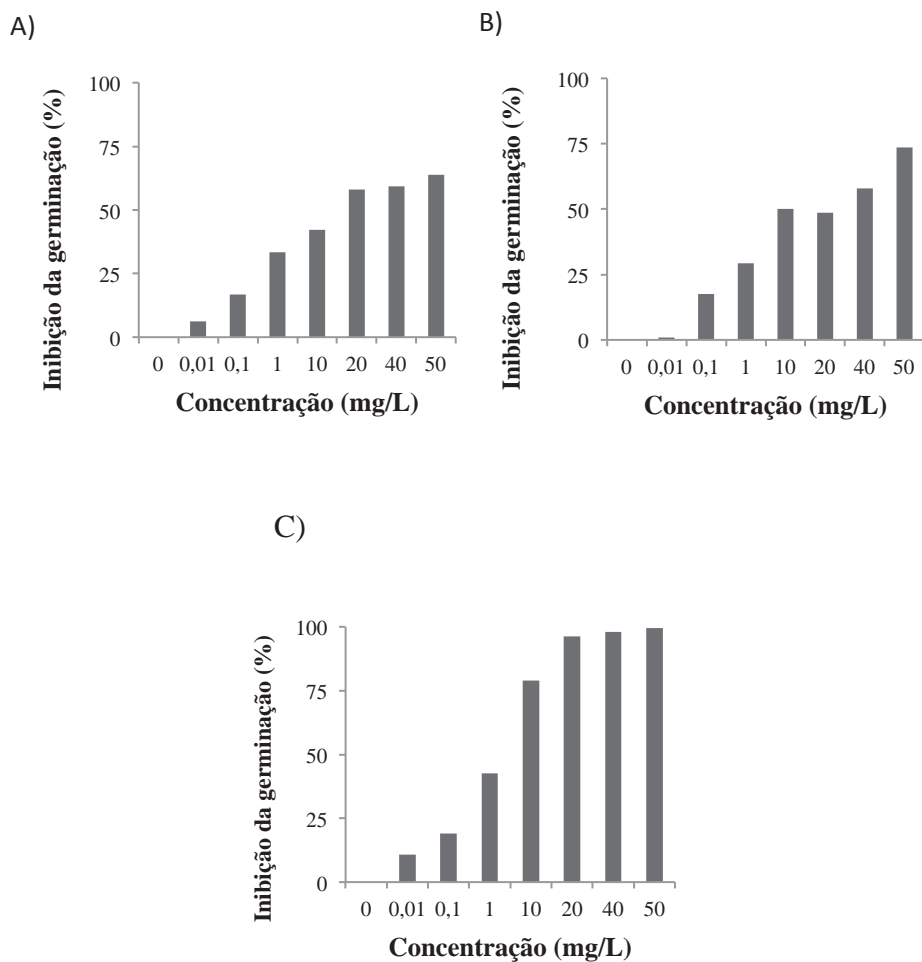 A)
Inibição da germinação (%)
100
75
50
25
0
0 0,01 0,1 1 10 20 40 50
Concentração (mg/L)
B)
Inibição da germinação (%)
100
75
50
25
0
0 0,01 0,1 1 10 20 40 50
Concentração (mg/L)
C)
Inibição da germinação (%)
100
75
50
25
0
0 0,01 0,1 1 10 20 40 50
Concentração (mg/L)